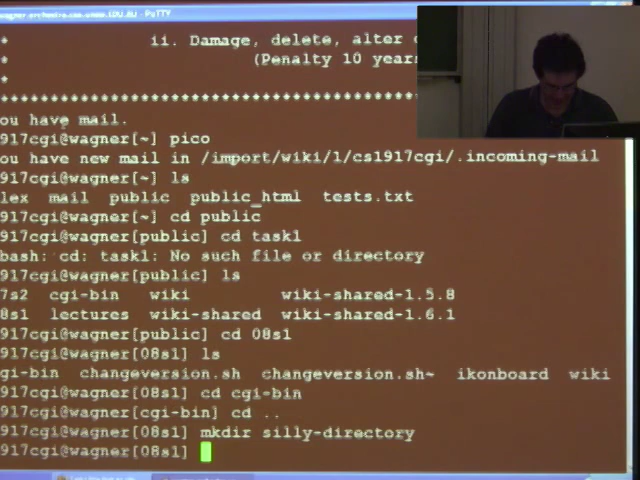 PuTTY
* ii. Damage, delete, alter
* (Penalty 10 years
*
ou have mail.
917cgi@wagner[~] pico
ou have new mail in /import/wiki/1/cs1917cgi/.incoming-mail
917cgi@wagner[~] ls
lex mail public public_html tests.txt
917cgi@wagner[~] cd public
917cgi@wagner[public] cd task1
bash: cd: task1: No such file or directory
917cgi@wagner[public] ls
7s2 cgi-bin wiki wiki-shared-1.5.8
8s1 lectures wiki-shared wiki-shared-1.6.1
917cgi@wagner[public] cd 08s1
917cgi@wagner[08s1] ls
gi-bin changeversion.sh changeversion.sh~ ikonboard wiki
917cgi@wagner[08s1] cd cgi-bin
917cgi@wagner[cgi-bin] cd ..
917cgi@wagner[08s1] mkdir silly-directory
917cgi@wagner[08s1]